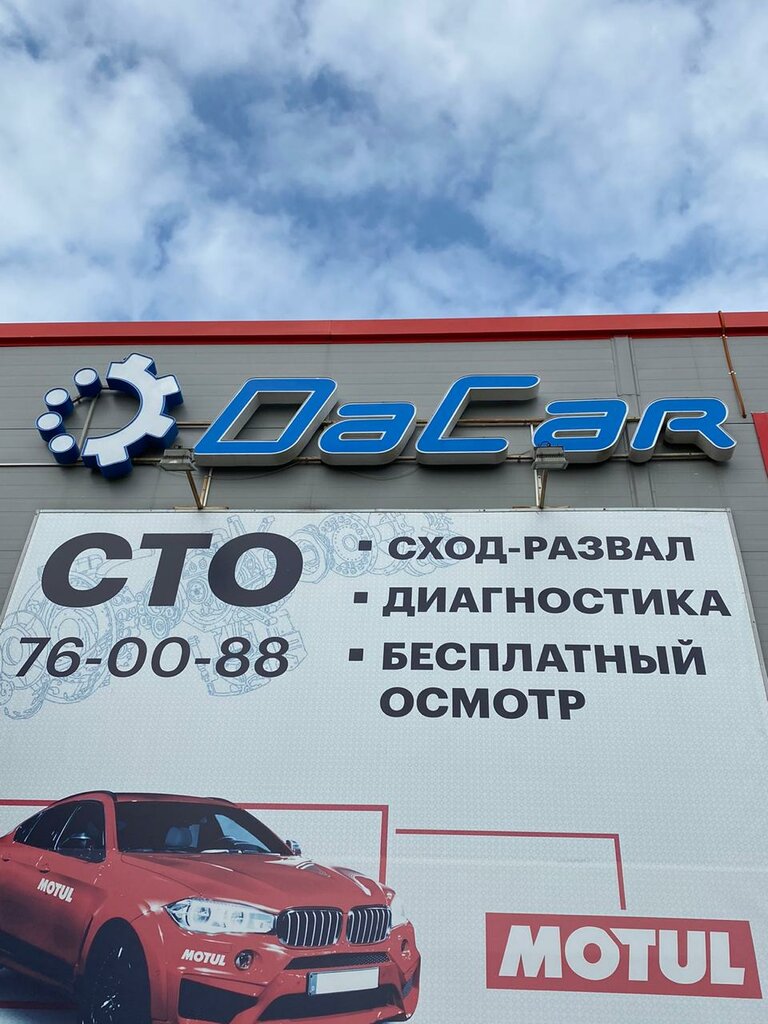 DaCar
СТО
76-00-88
▪ СХОД-РАЗВАЛ
▪ ДИАГНОСТИКА
▪ БЕСПЛАТНЫЙ
ОСМОТР
MOTUL
MOTUL
MOTUL